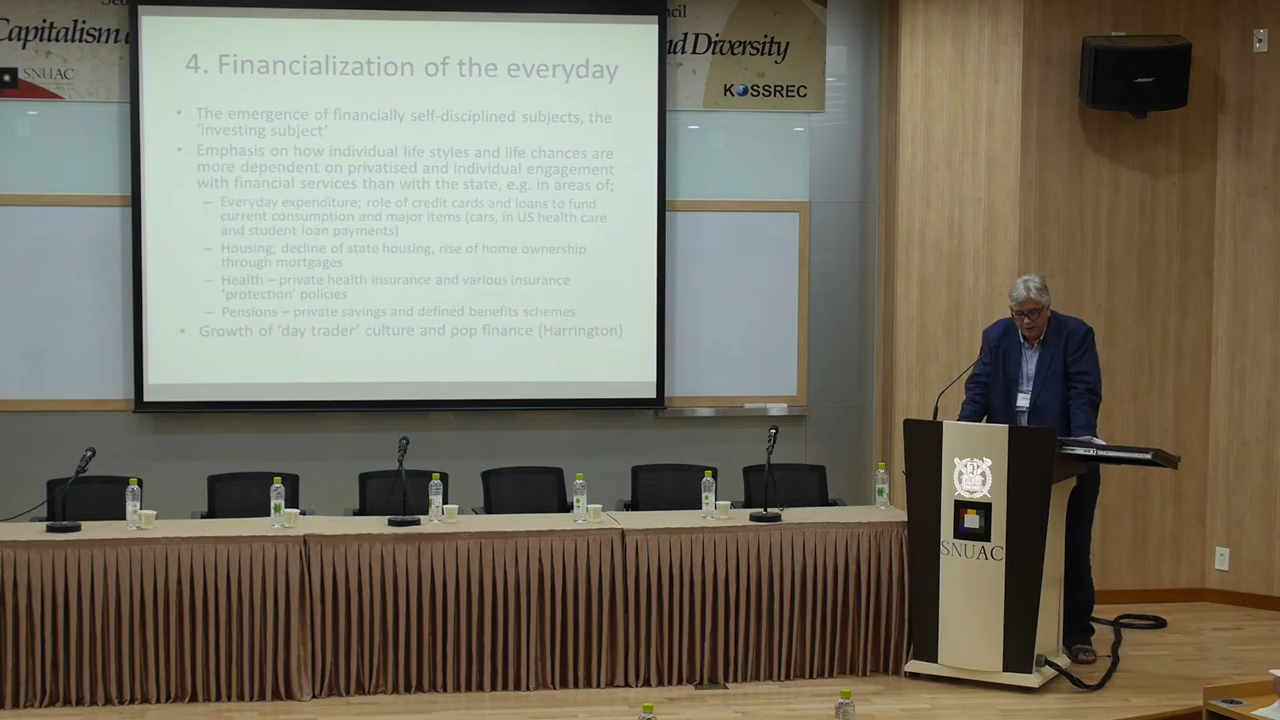 Capitalism
SNUAC
ncil
nd Diversity
KOSSREC
4. Financialization of the everyday
• The emergence of financially self-disciplined subjects, the
'investing subject'
• Emphasis on how individual life styles and life chances are
more dependent on privatised and individual engagement
with financial services than with the state, e.g. in areas of;
– Everyday expenditure; role of credit cards and loans to fund
current consumption and major items (cars, in US health care
and student loan payments)
– Housing; decline of state housing, rise of home ownership
through mortgages
– Health – private health insurance and various insurance
'protection' policies
– Pensions – private savings and defined benefits schemes
• Growth of 'day trader' culture and pop finance (Harrington)
BOSE
SNUAC